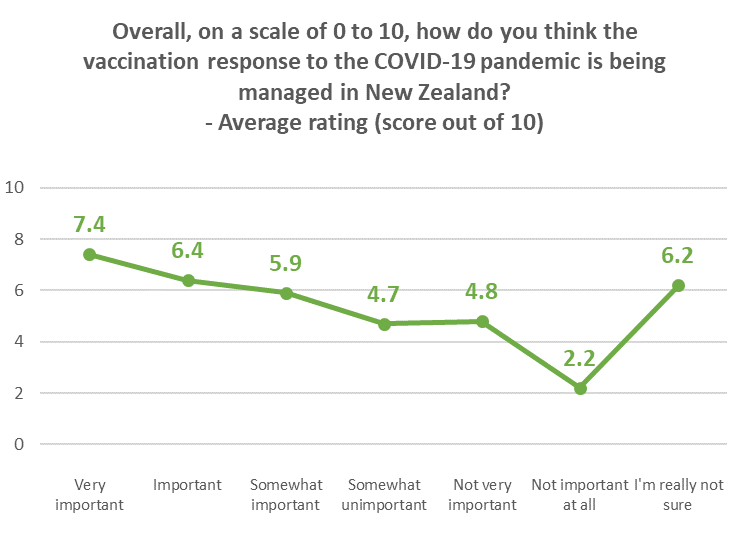 Overall, on a scale of 0 to 10, how do you think the
vaccination response to the COVID-19 pandemic is being
managed in New Zealand?
- Average rating (score out of 10)
10
8
6
4
2
0
7.4
6.4
5.9
4.7
4.8
2.2
6.2
Very
important
Important
Somewhat
important
Somewhat
unimportant
Not very
important
Not important
at all
I'm really not
sure